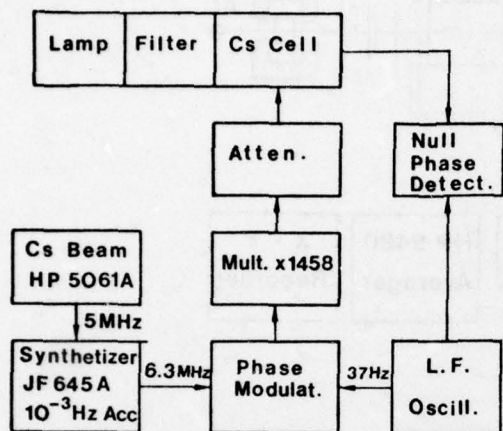 Lamp Filter Cs Cell
Atten.
Null
Phase
Detect.
Cs Beam
HP 5061A
Mult. x1458
5MHz
Synthetizer
JF 645A
10⁻³Hz Acc
6.3MHz
Phase
Modulat.
37Hz
L.F.
Oscill.